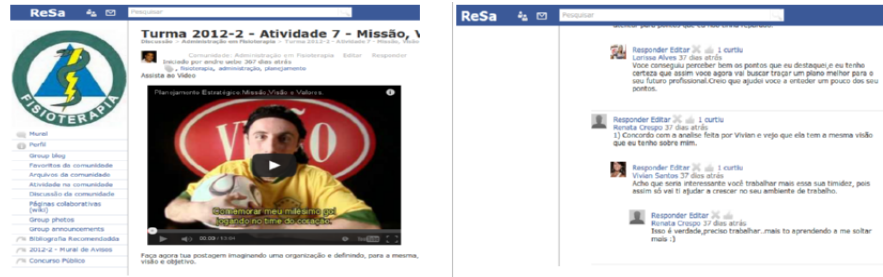 ReSa
Pesquisar
Turma 2012-2 - Atividade 7 - Missão, V
Discussão - Administração em Fisioterapia - Turma 2012-2 - Atividade 7 - Missão, Visão
Comunidade: Administração em Fisioterapia Editar Responder
Iniciado por 367 dias atrás
, fisioterapia, administração, planejamento
Assista ao Vídeo
FISIOTERAPIA
Planejamento Estratégico:Missão,Visão e Valores.
VISÃO
comemorar meu milésimo gol
jogando no time do coração.
YouTube
Mural
Perfil
Group blog
Favoritos da comunidade
Arquivos da comunidade
Atividade na comunidade
Discussão da comunidade
Páginas colaborativas
(wiki)
Group photos
Group announcements
Bibliografia Recomendadda
2012-2 - Mural de Avisos
Concurso Público
Faça agora tua postagem imaginando uma organização e definindo, para a mesma,
visão e objetivo.
ReSa
Pesquisar
Responder Editar 1 curtiu
Lorissa Alves 37 dias atrás
Voce conseguiu perceber bem os pontos que eu destaquei,e eu tenho
certeza que assim voce agora vai buscar traçar um plano melhor para o
seu futuro profissional.Creio que ajudei voce a entender um pouco dos seu
pontos.
Responder Editar 1 curtiu
Renata Crespo 37 dias atrás
1) Concordo com a analise feita por Vivian e vejo que ela tem a mesma visão
que eu tenho sobre mim.
Responder Editar 1 curtiu
Vivian Santos 37 dias atrás
Acho que seria interessante você trabalhar mais essa sua timidez, pois
assim só vai ti ajudar a crescer no seu ambiente de trabalho.
Responder Editar
Renata Crespo 37 dias atrás
Isso é verdade,preciso trabalhar..mais to aprendendo a me soltar
mais :)